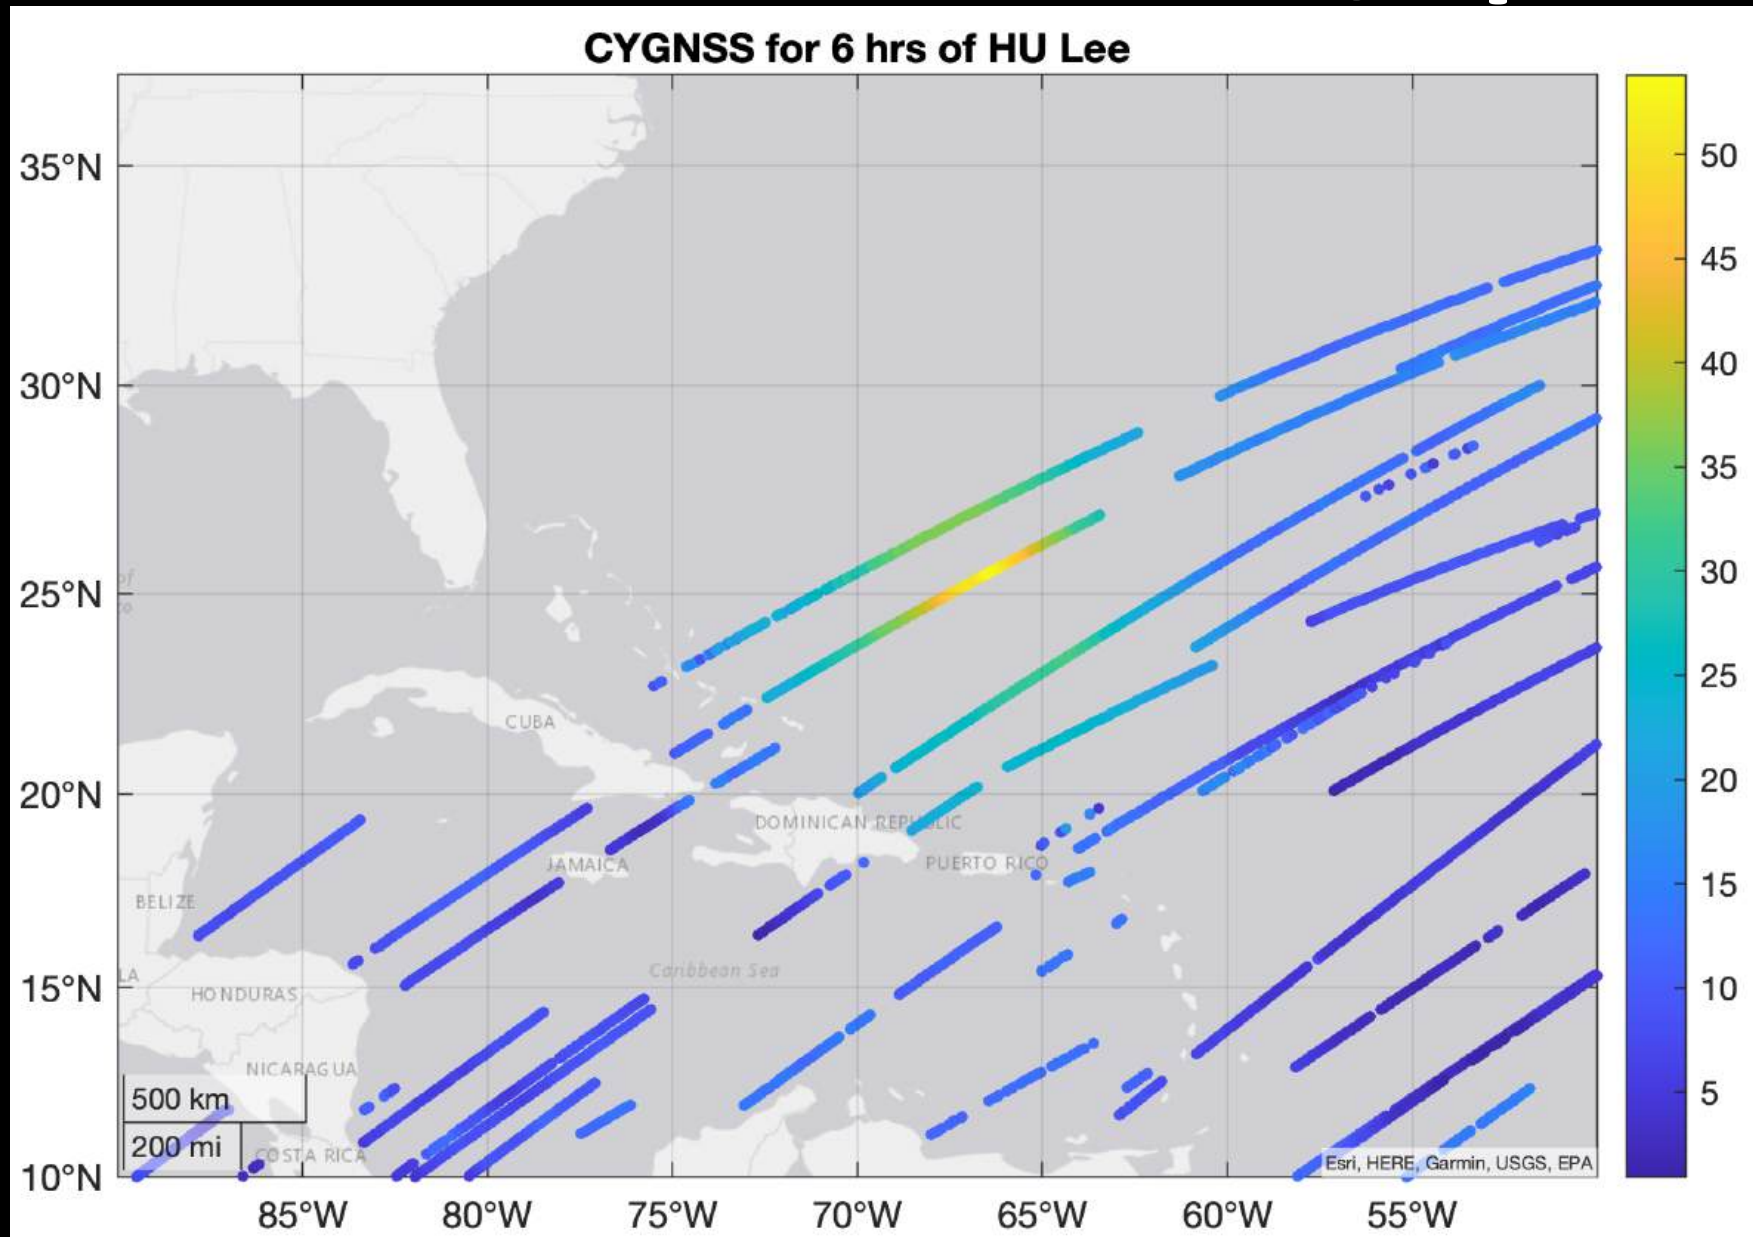 CYGNSS for 6 hrs of HU Lee
35°N
30°N
25°N
20°N
15°N
10°N
of
CUBA
DOMINICAN REPUBLIC
JAMAICA
PUERTO RICO
BELIZE
Caribbean Sea
LA
HONDURAS
NICARAGUA
500 km
200 mi
COSTA RICA
Esri, HERE, Garmin, USGS, EPA
85°W
80°W
75°W
70°W
65°W
60°W
55°W
50
45
40
35
30
25
20
15
10
5